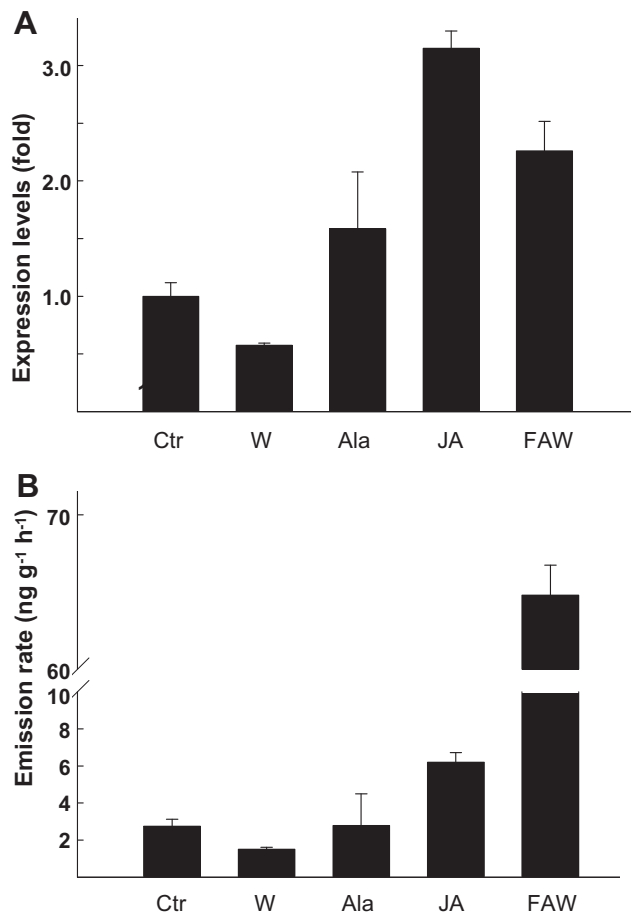 A
Expression levels (fold)
3.0
2.0
1.0
Ctr W Ala JA FAW
B
Emission rate (ng g⁻¹ h⁻¹)
70
60
10
8
6
4
2
Ctr W Ala JA FAW